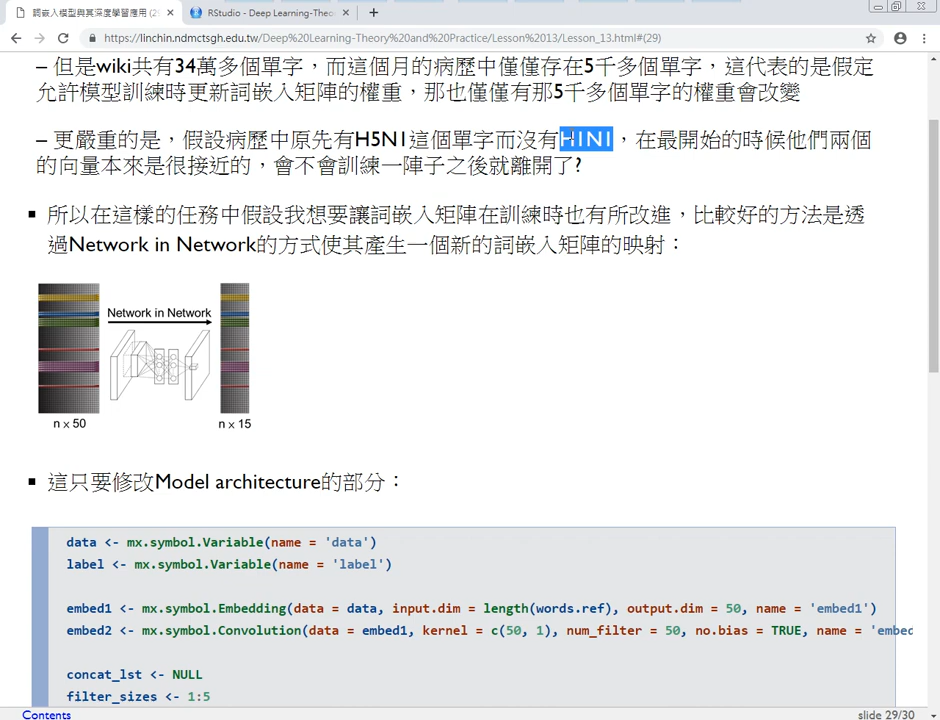 詞嵌入模型與其深度學習應用 (29
RStudio - Deep Learning-Theo
https://linchin.ndmctsgh.edu.tw/Deep%20Learning-Theory%20and%20Practice/Lesson%2013/Lesson_13.html#(29)
– 但是wiki共有34萬多個單字，而這個月的病歷中僅僅存在5千多個單字，這代表的是假定
允許模型訓練時更新詞嵌入矩陣的權重，那也僅僅有那5千多個單字的權重會改變
– 更嚴重的是，假設病歷中原先有H5N1這個單字而沒有H1N1，在最開始的時候他們兩個
的向量本來是很接近的，會不會訓練一陣子之後就離開了?
▪ 所以在這樣的任務中假設我想要讓詞嵌入矩陣在訓練時也有所改進，比較好的方法是透
過Network in Network的方式使其產生一個新的詞嵌入矩陣的映射：
Network in Network
n x 50
n x 15
▪ 這只要修改Model architecture的部分：
data <- mx.symbol.Variable(name = 'data')
label <- mx.symbol.Variable(name = 'label')
embed1 <- mx.symbol.Embedding(data = data, input.dim = length(words.ref), output.dim = 50, name = 'embed1')
embed2 <- mx.symbol.Convolution(data = embed1, kernel = c(50, 1), num_filter = 50, no.bias = TRUE, name = 'embed
concat_lst <- NULL
filter_sizes <- 1:5
Contents
slide 29/30